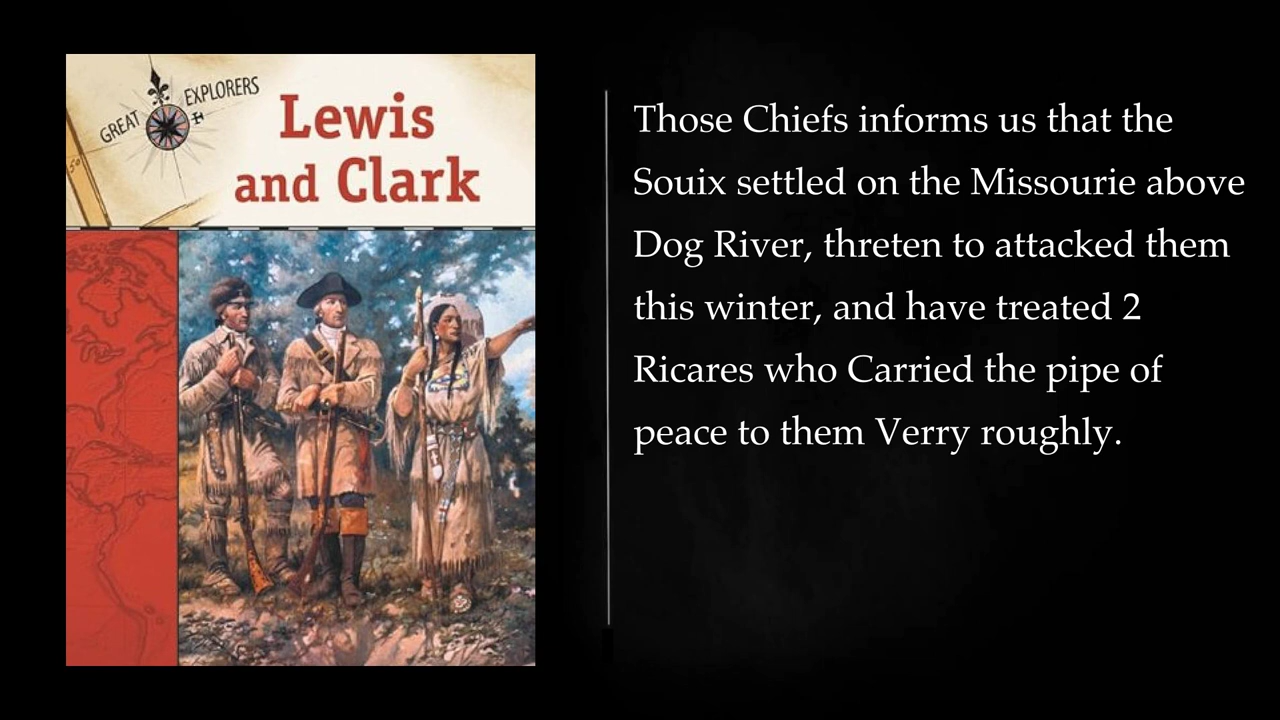 GREAT EXPLORERS
Lewis
and Clark
50
Those Chiefs informs us that the
Souix settled on the Missourie above
Dog River, threten to attacked them
this winter, and have treated 2
Ricares who Carried the pipe of
peace to them Verry roughly.